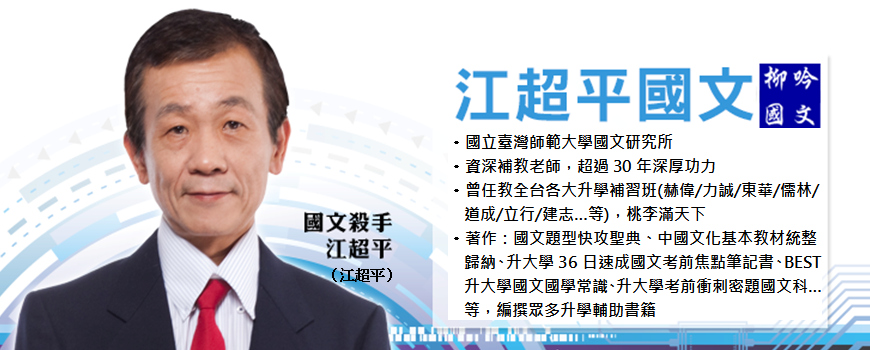 江超平國文
柳吟
國文
• 國立臺灣師範大學國文研究所
• 資深補教老師，超過 30 年深厚功力
• 曾任教全台各大升學補習班(赫偉/力誠/東華/儒林/
道成/立行/建志...等)，桃李滿天下
• 著作：國文題型快攻聖典、中國文化基本教材統整
歸納、升大學 36 日速成國文考前焦點筆記書、BEST
升大學國文國學常識、升大學考前衝刺密題國文科...
等，編撰眾多升學輔助書籍
國文殺手
江超平
（江超平）